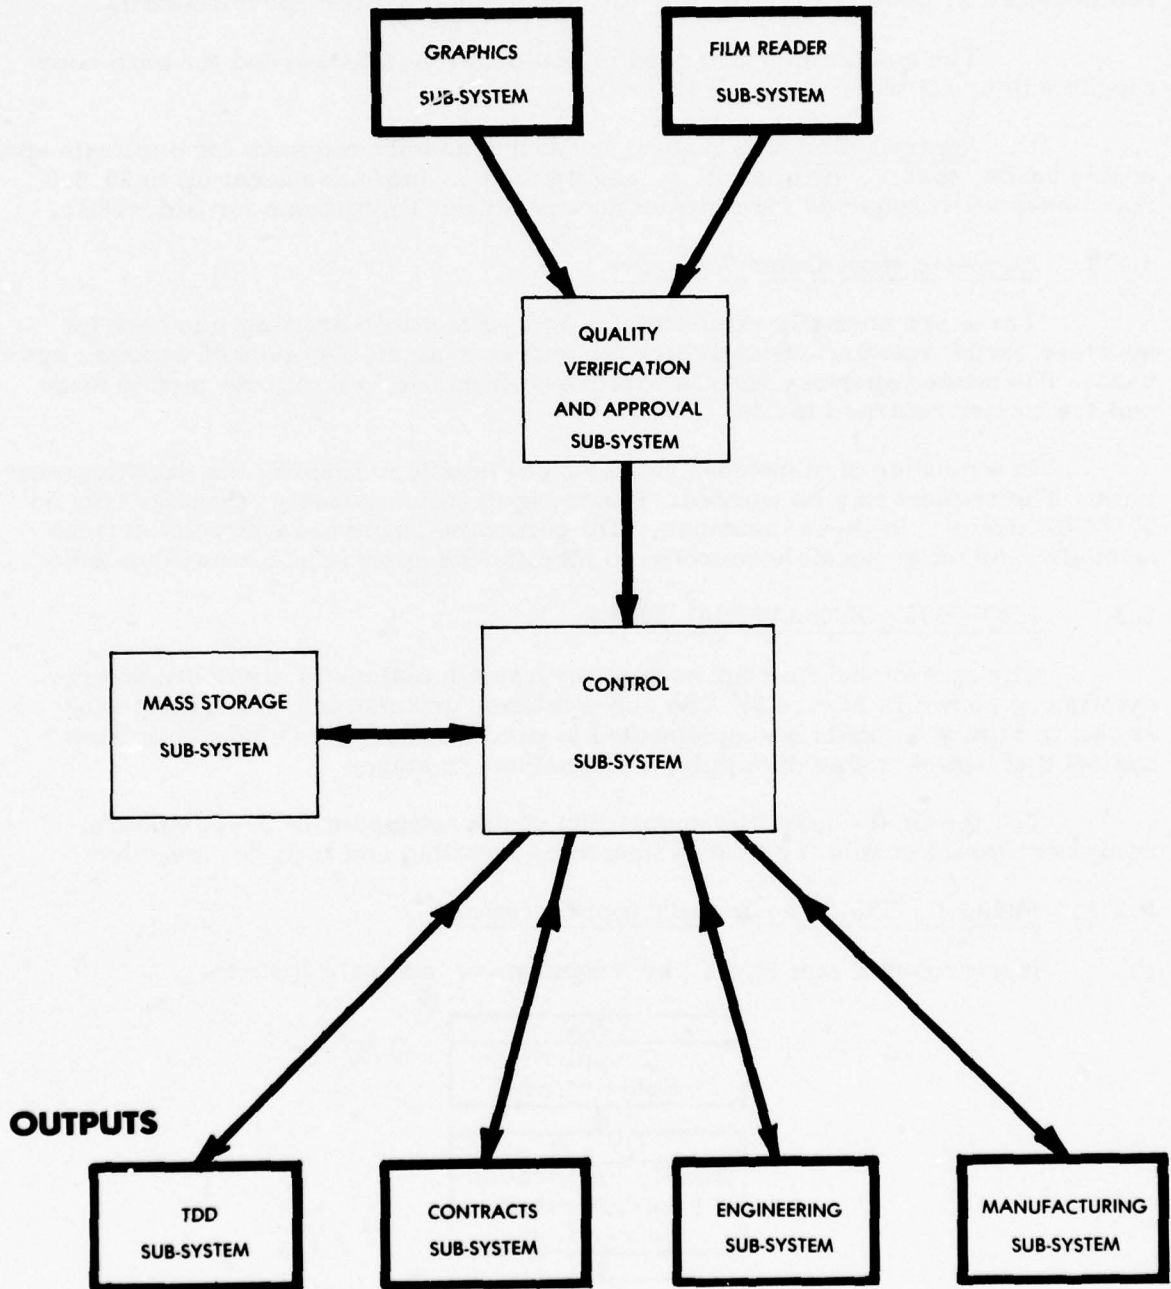 GRAPHICS
SUB-SYSTEM
FILM READER
SUB-SYSTEM
QUALITY
VERIFICATION
AND APPROVAL
SUB-SYSTEM
MASS STORAGE
SUB-SYSTEM
CONTROL
SUB-SYSTEM
OUTPUTS
TDD
SUB-SYSTEM
CONTRACTS
SUB-SYSTEM
ENGINEERING
SUB-SYSTEM
MANUFACTURING
SUB-SYSTEM